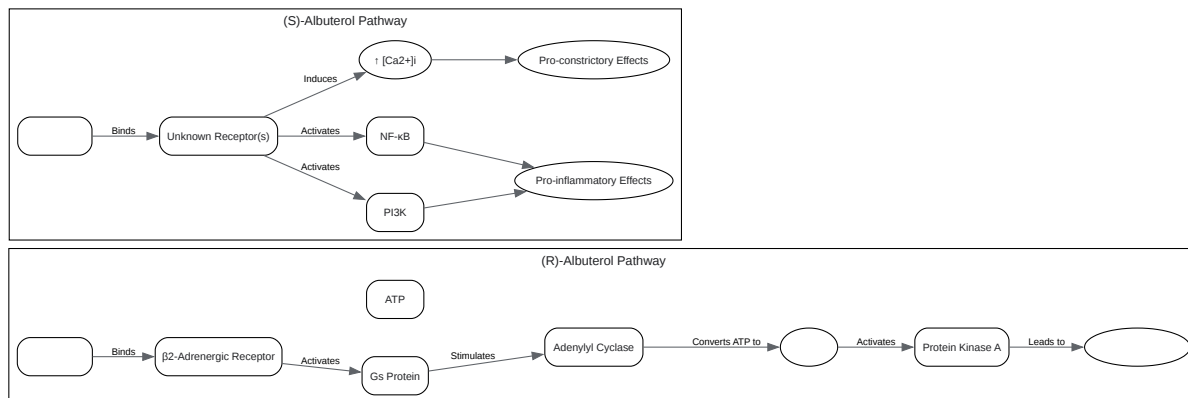 (S)-Albuterol Pathway
↑ [Ca2+]i
Pro-constrictory Effects
Induces
Binds
Unknown Receptor(s)
Activates
NF-κB
Activates
Pro-inflammatory Effects
PI3K
(R)-Albuterol Pathway
ATP
Binds
β2-Adrenergic Receptor
Activates
Gs Protein
Stimulates
Adenylyl Cyclase
Converts ATP to
Activates
Protein Kinase A
Leads to